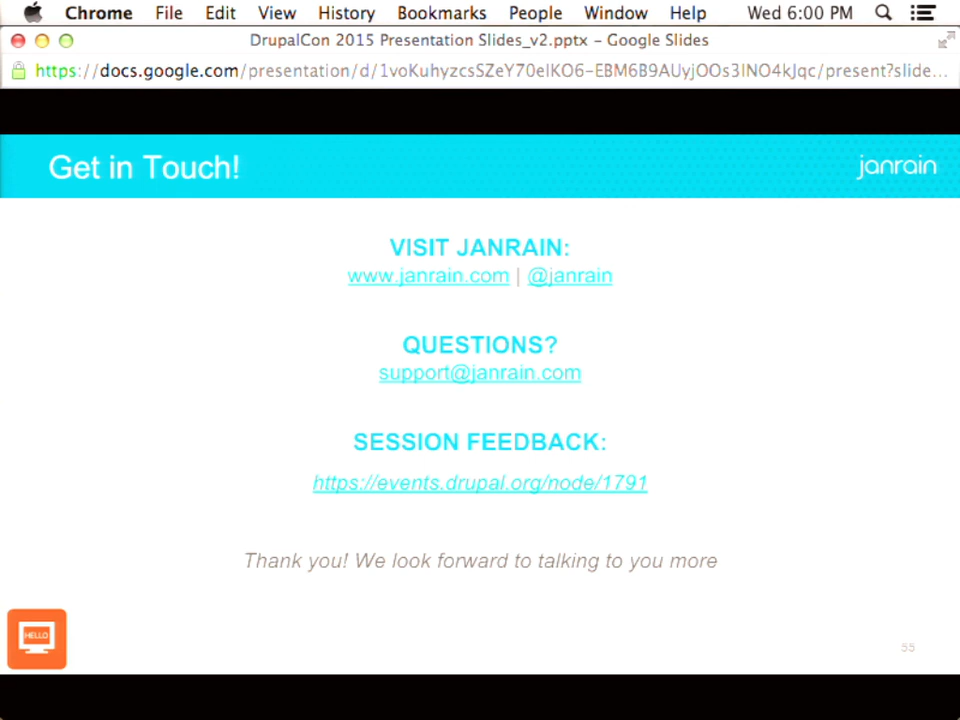 Chrome File Edit View History Bookmarks People Window Help Wed 6:00 PM
DrupalCon 2015 Presentation Slides_v2.pptx – Google Slides
https://docs.google.com/presentation/d/1voKuhyzcsSZeY70elKO6-EBM6B9AUyjOOs3INO4kJqc/present?slide...
Get in Touch!
janrain
VISIT JANRAIN:
www.janrain.com | @janrain
QUESTIONS?
support@janrain.com
SESSION FEEDBACK:
https://events.drupal.org/node/1791
Thank you! We look forward to talking to you more
HELLO
55